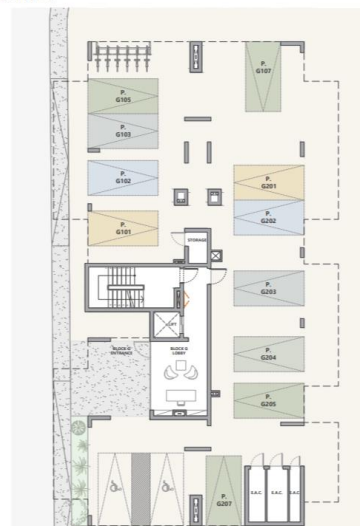 P.
G107
P.
G105
P.
G103
P.
G102
P.
G201
P.
G202
P.
G101
STORAGE
P.
G203
LIFT
BLOCK G
ENTRANCE
BLOCK G
LOBBY
P.
G204
P.
G205
P.
G207
S.A.C.
S.A.C.
S.A.C.